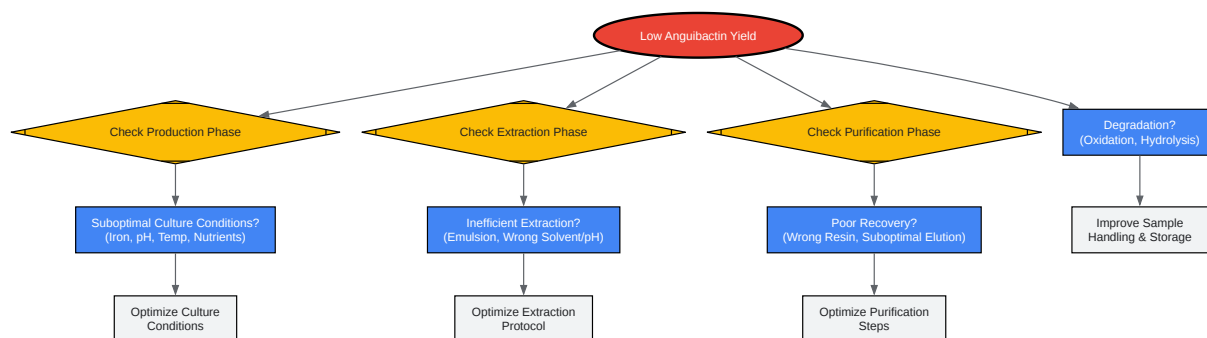 Low Anguibactin Yield
Check Production Phase
Check Extraction Phase
Check Purification Phase
Degradation?
(Oxidation, Hydrolysis)
Suboptimal Culture Conditions?
(Iron, pH, Temp, Nutrients)
Inefficient Extraction?
(Emulsion, Wrong Solvent/pH)
Poor Recovery?
(Wrong Resin, Suboptimal Elution)
Improve Sample
Handling & Storage
Optimize Culture
Conditions
Optimize Extraction
Protocol
Optimize Purification
Steps